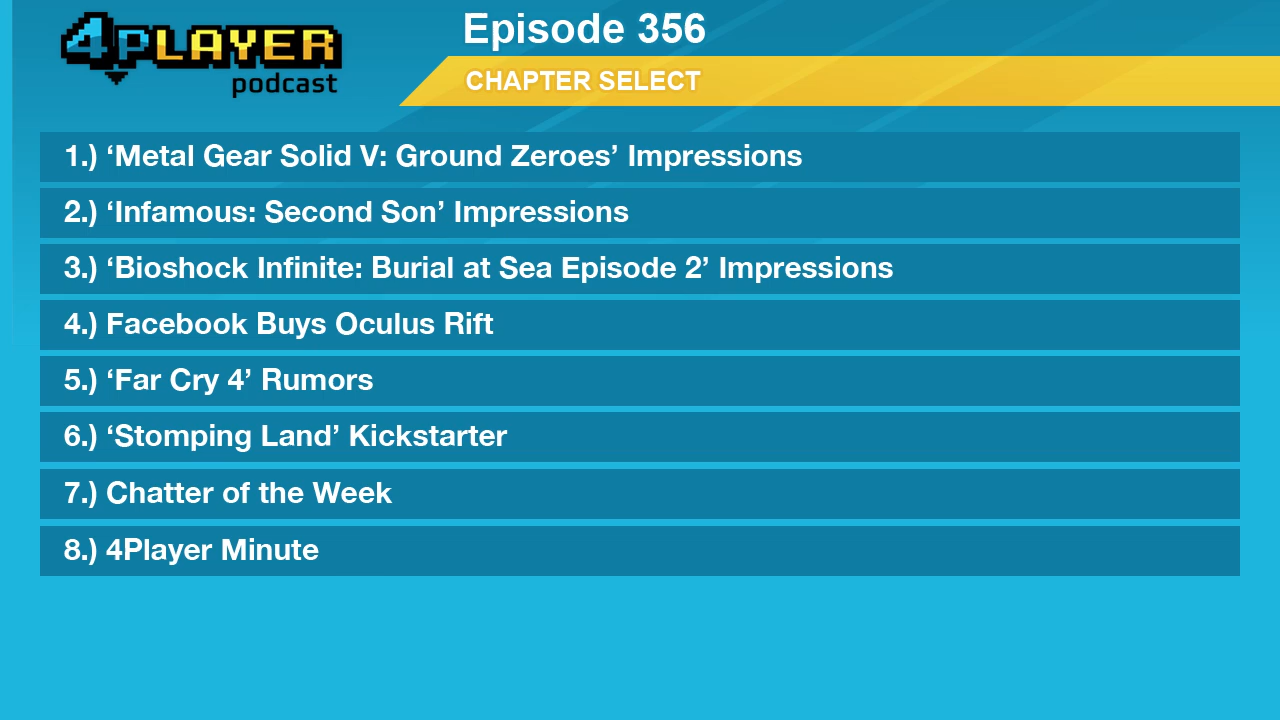 4PLAYER
podcast
Episode 356
CHAPTER SELECT
1.) ‘Metal Gear Solid V: Ground Zeroes’ Impressions
2.) ‘Infamous: Second Son’ Impressions
3.) ‘Bioshock Infinite: Burial at Sea Episode 2’ Impressions
4.) Facebook Buys Oculus Rift
5.) ‘Far Cry 4’ Rumors
6.) ‘Stomping Land’ Kickstarter
7.) Chatter of the Week
8.) 4Player Minute